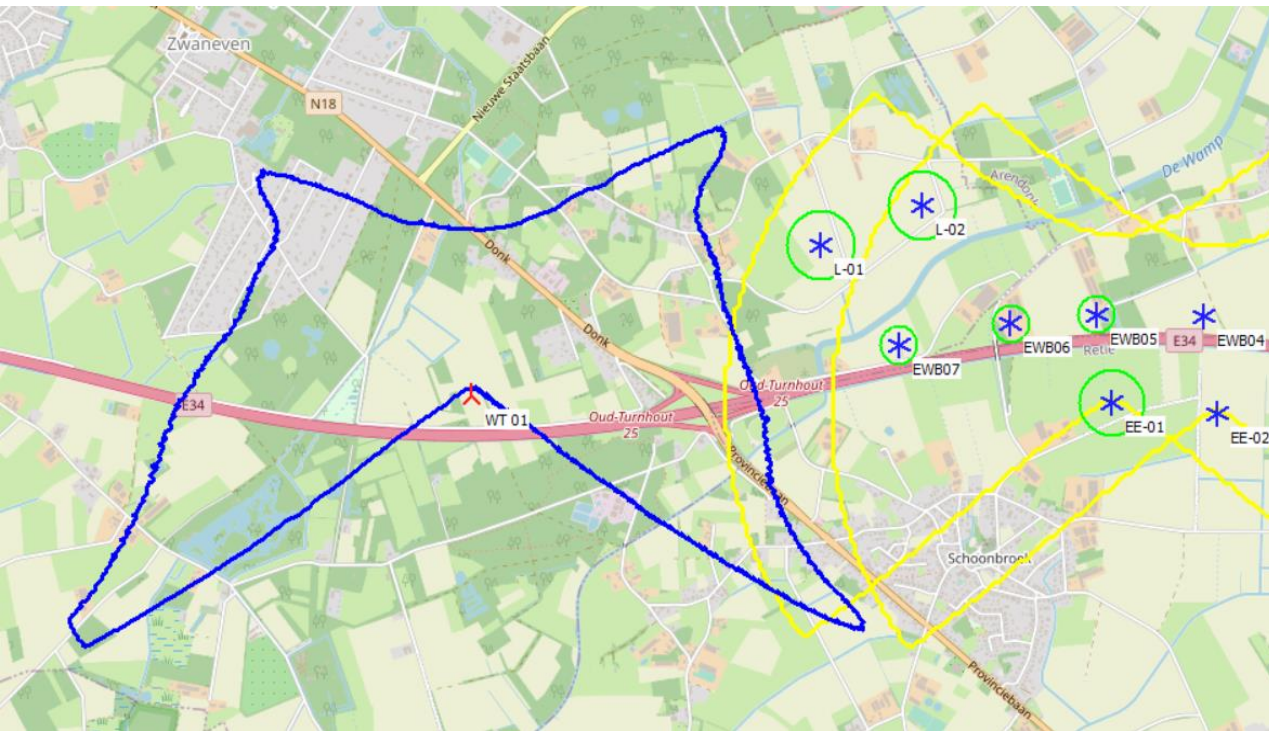 Zwaneven
N18
Nieuwe Staatsbaan
De Wamp
Arendonk
L-02
Donk
L-01
Donk
EWB06
EWB05
Retie
E34
EWB04
EWB07
E34
WT 01
Oud-Turnhout
25
Oud-Turnhout
25
EE-01
EE-02
Provinciebaan
Schoonbroek
Provinciebaan